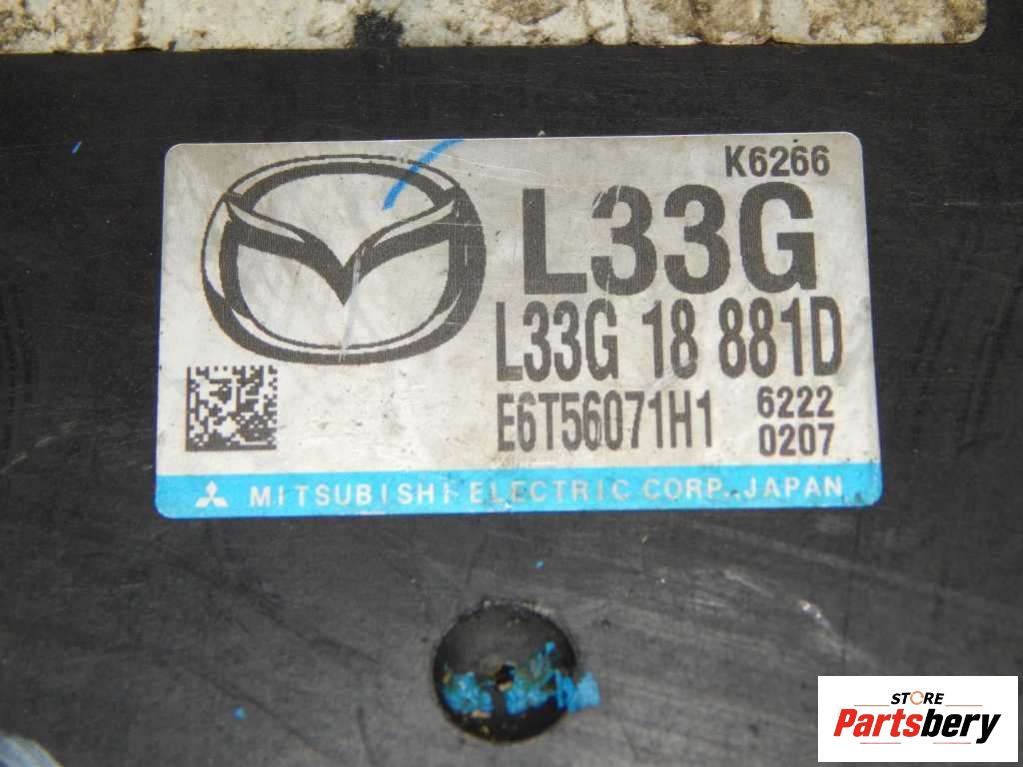 K6266
L33G
L33G 18 881D
E6T56071H1 6222
0207
MITSUBISHI ELECTRIC CORP. JAPAN
STORE
Partsbery